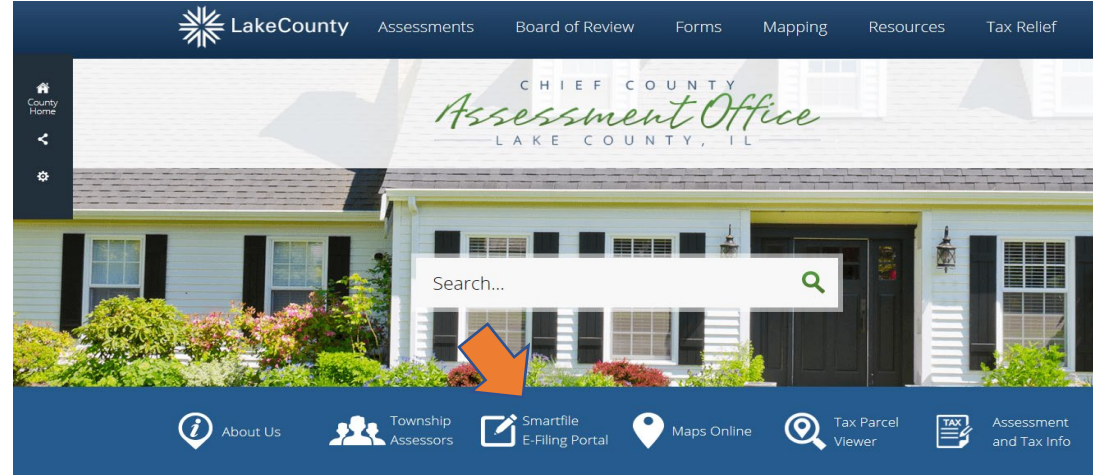 LakeCounty Assessments Board of Review Forms Mapping Resources Tax Relief
County
Home
CHIEF COUNTY
Assessment Office
LAKE COUNTY, IL
Search...
About Us
Township
Assessors
Smartfile
E-Filing Portal
Maps Online
Tax Parcel
Viewer
TAX
Assessment
and Tax Info